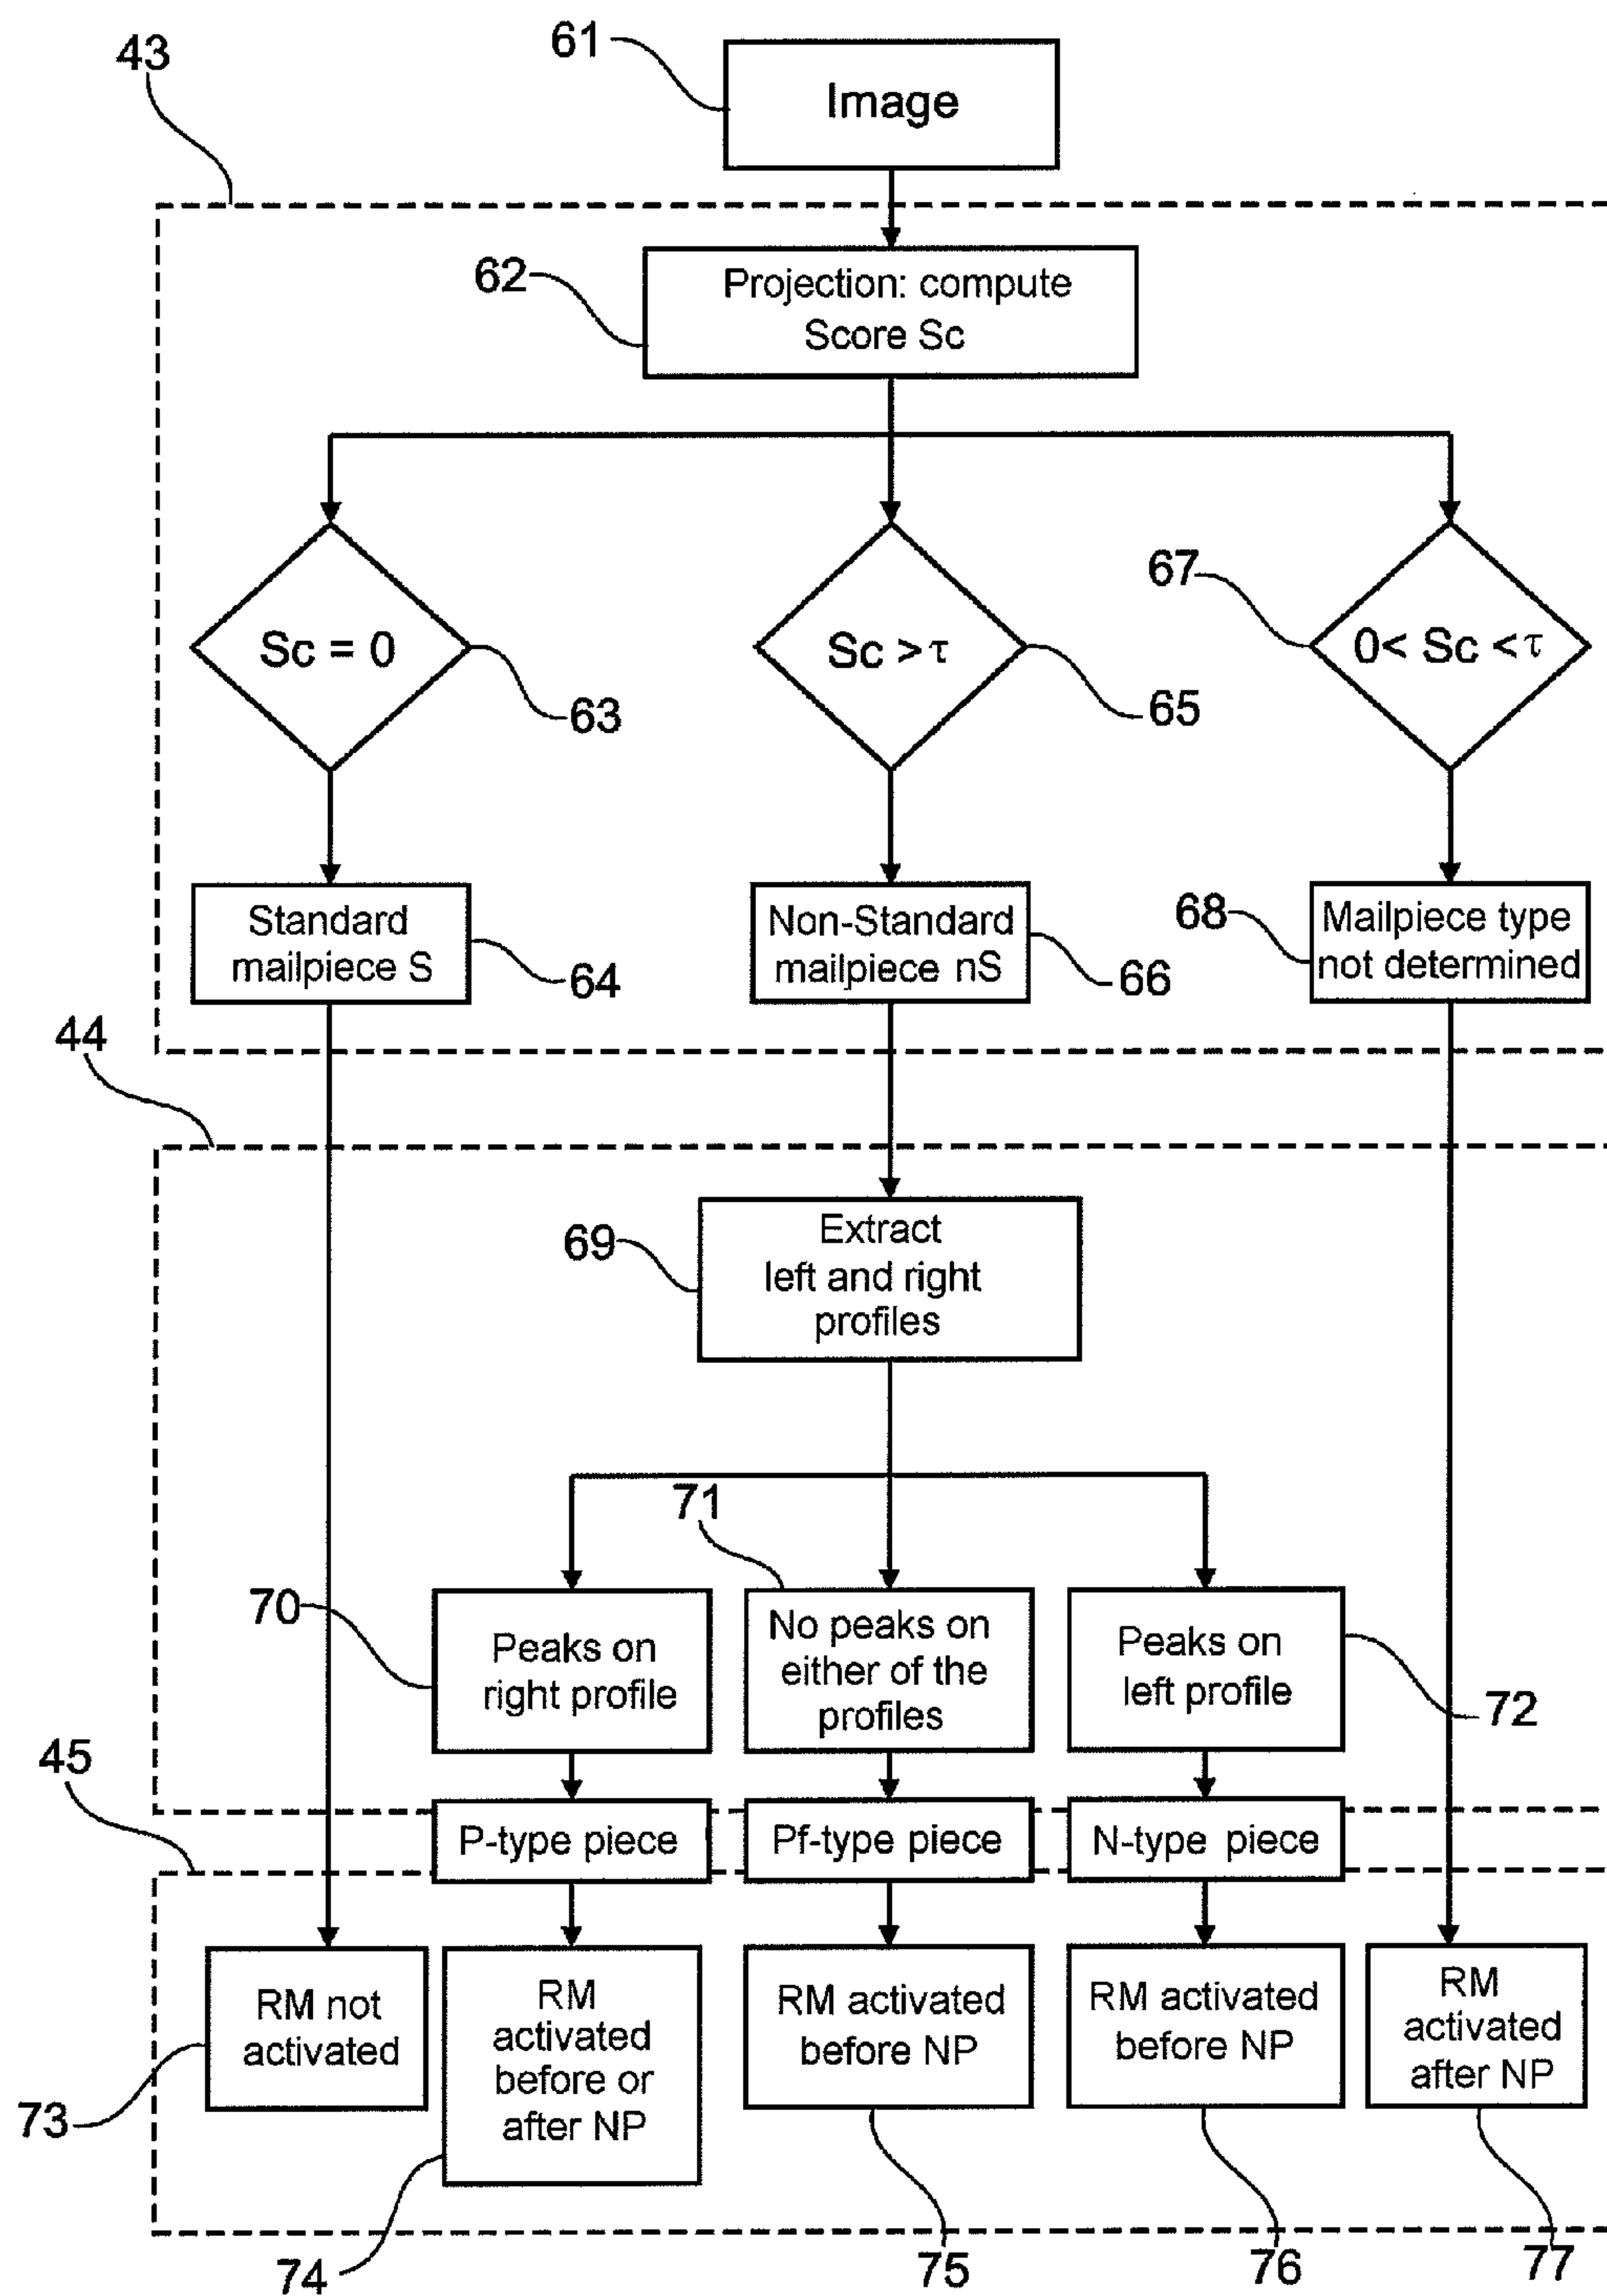 61
Image
43
62
Projection: compute
Score Sc
Sc = 0
63
Sc > τ
65
67
0< Sc < τ
Standard
mailpiece S
64
Non-Standard
mailpiece nS
66
68
Mailpiece type
not determined
44
69
Extract
left and right
profiles
70
Peaks on
right profile
71
No peaks on
either of the
profiles
Peaks on
left profile
72
45
P-type piece
Pf-type piece
N-type piece
RM not
activated
73
RM
activated
before or
after NP
74
RM activated
before NP
75
RM activated
before NP
76
RM
activated
after NP
77